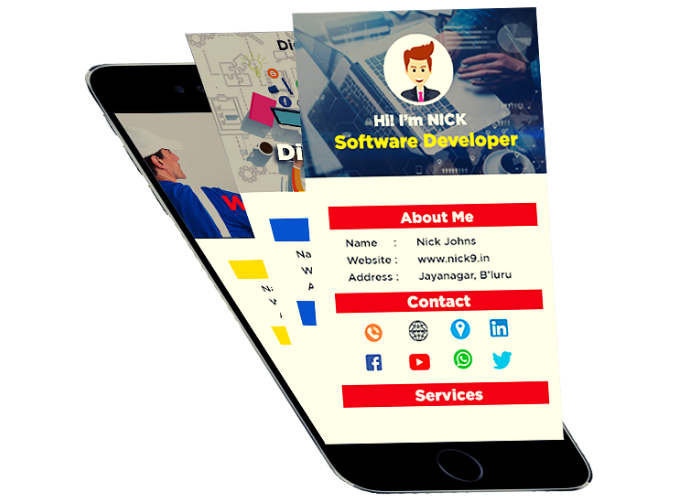 Hi! I'm NICK
Software Developer
About Me
Name : Nick Johns
Website : www.nick9.in
Address : Jayanagar, B'luru
Contact
Services
Di
Na
W
A
Na
W